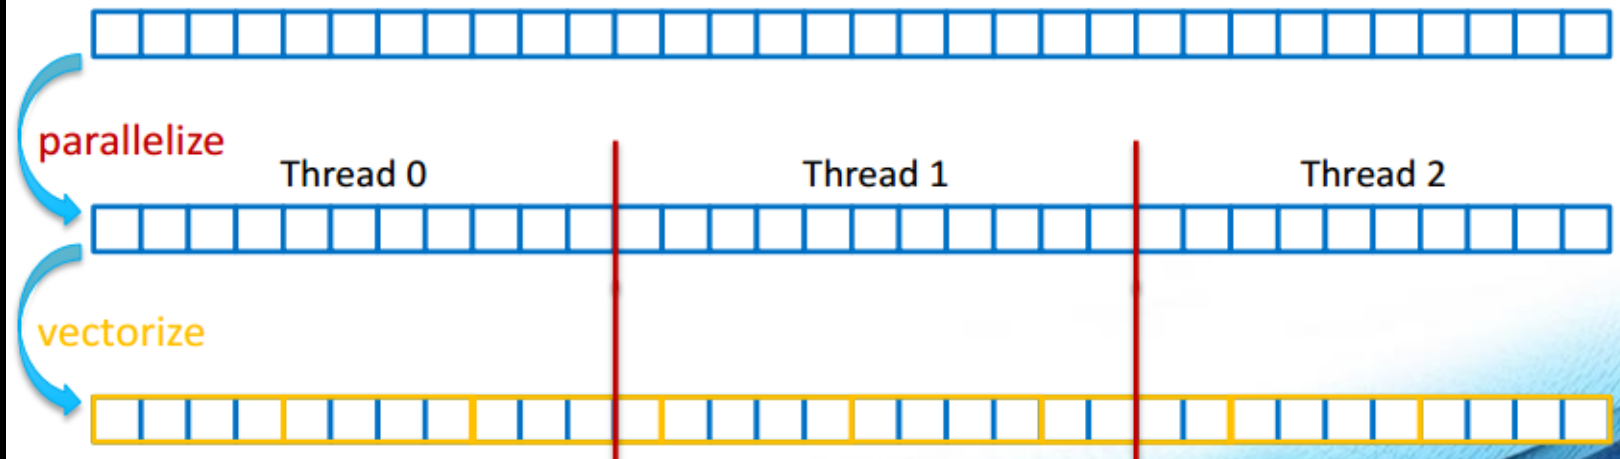 parallelize
Thread 0
Thread 1
Thread 2
vectorize